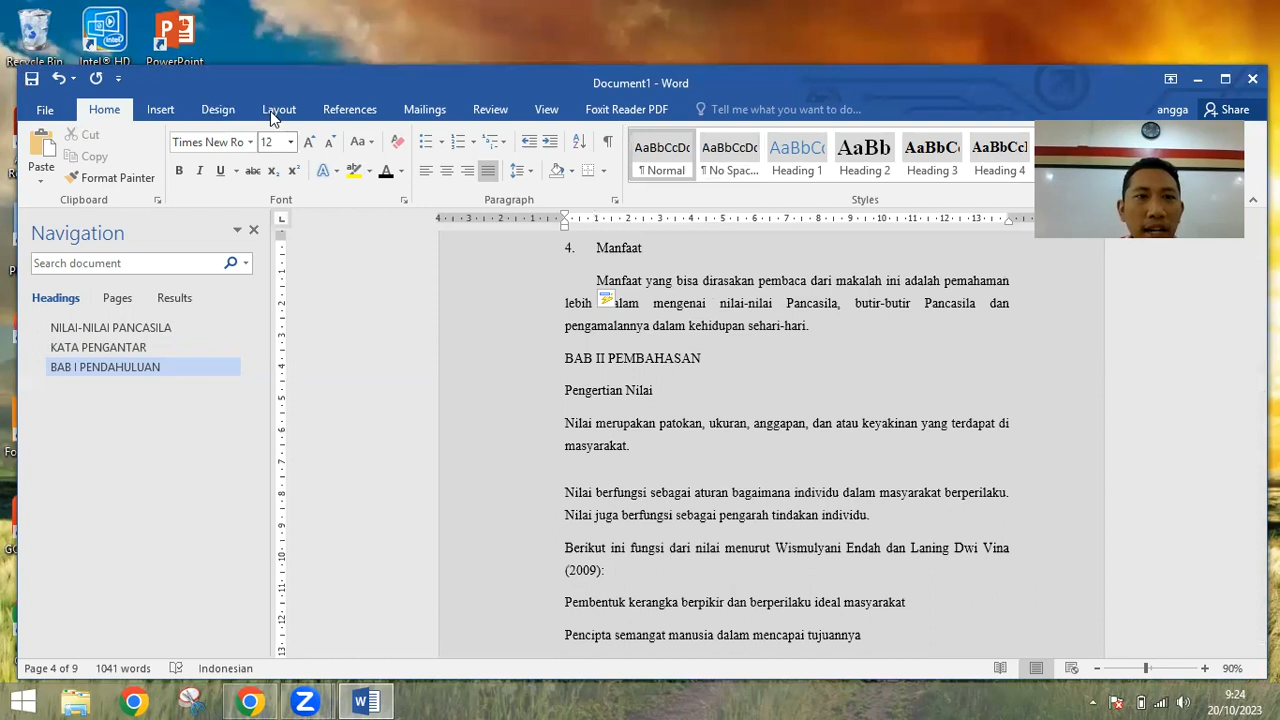 Recycle Bin
Intel® HD
PowerPoint
Document1 - Word
File
Home
Insert
Design
Layout
References
Mailings
Review
View
Foxit Reader PDF
Tell me what you want to do...
angga
Share
Paste
Cut
Copy
Format Painter
Times New Ro
12
Clipboard
Font
Paragraph
Styles
AaBbCcDc
¶ Normal
AaBbCcDc
¶ No Spac...
AaBbCc
Heading 1
AaBb
Heading 2
AaBbCc
Heading 3
AaBbCcI
Heading 4
Navigation
Search document
Headings
Pages
Results
NILAI-NILAI PANCASILA
KATA PENGANTAR
BAB I PENDAHULUAN
4. Manfaat
Manfaat yang bisa dirasakan pembaca dari makalah ini adalah pemahaman
lebih dalam mengenai nilai-nilai Pancasila, butir-butir Pancasila dan
pengamalannya dalam kehidupan sehari-hari.
BAB II PEMBAHASAN
Pengertian Nilai
Nilai merupakan patokan, ukuran, anggapan, dan atau keyakinan yang terdapat di
masyarakat.
Nilai berfungsi sebagai aturan bagaimana individu dalam masyarakat berperilaku.
Nilai juga berfungsi sebagai pengarah tindakan individu.
Berikut ini fungsi dari nilai menurut Wismulyani Endah dan Laning Dwi Vina
(2009):
Pembentuk kerangka berpikir dan berperilaku ideal masyarakat
Pencipta semangat manusia dalam mencapai tujuannya
Page 4 of 9
1041 words
Indonesian
90%
9:24
20/10/2023